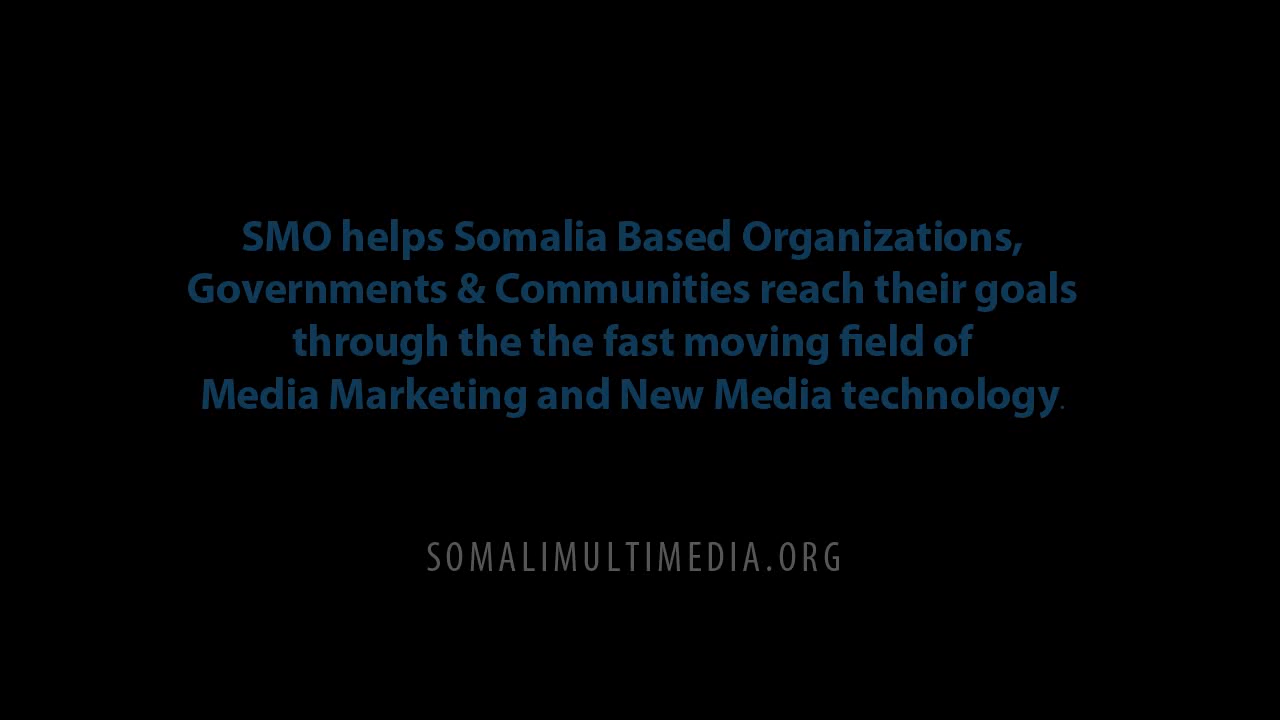 SMO helps Somalia Based Organizations,
Governments & Communities reach their goals
through the the fast moving field of
Media Marketing and New Media technology.
SOMALIMULTIMEDIA.ORG